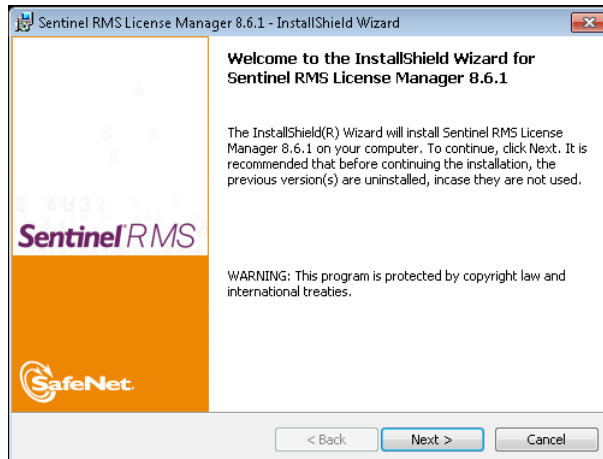 Sentinel RMS License Manager 8.6.1 - InstallShield Wizard
Welcome to the InstallShield Wizard for
Sentinel RMS License Manager 8.6.1
The InstallShield(R) Wizard will install Sentinel RMS License
Manager 8.6.1 on your computer. To continue, click Next. It is
recommended that before continuing the installation, the
previous version(s) are uninstalled, incase they are not used.
Sentinel RMS
WARNING: This program is protected by copyright law and
international treaties.
SafeNet.
< Back
Next >
Cancel